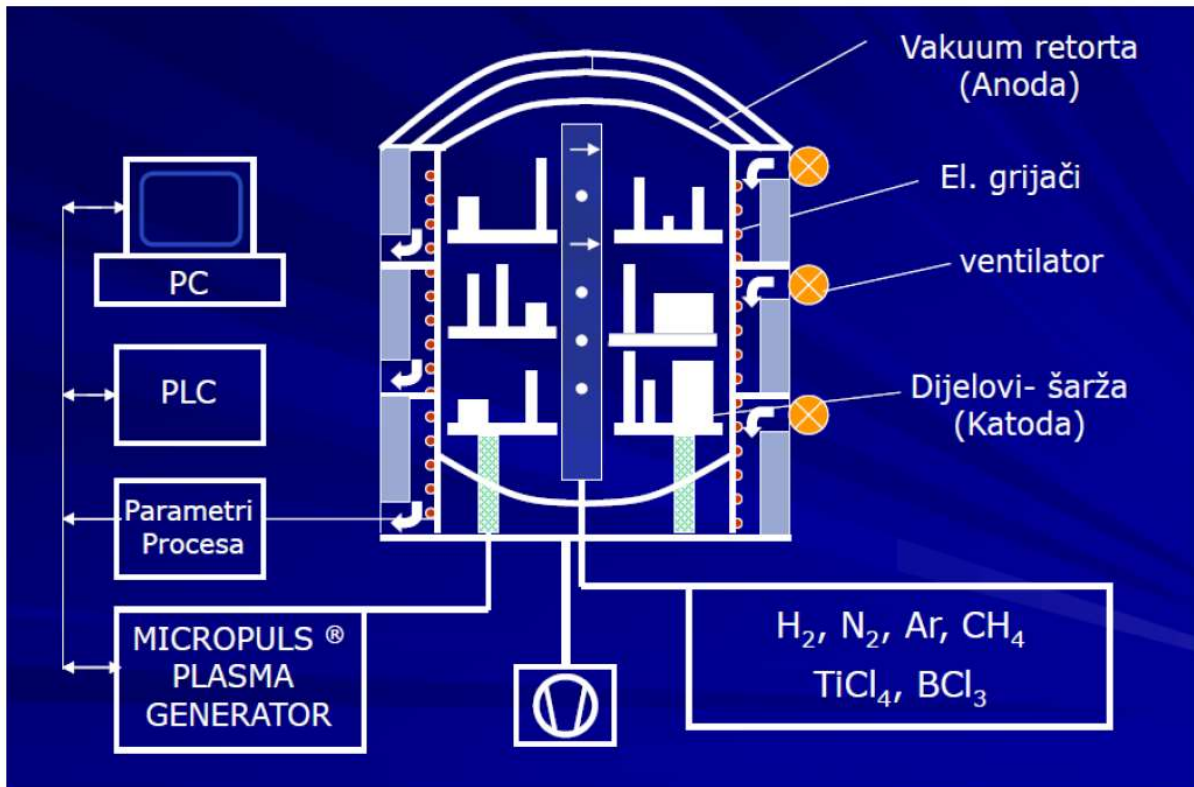 Vakuum retorta
(Anoda)
El. grijači
ventilator
Dijelovi- šarža
(Katoda)
PC
PLC
Parametri
Procesa
MICROPULS ®
PLASMA
GENERATOR
H₂, N₂, Ar, CH₄
TiCl₄, BCl₃